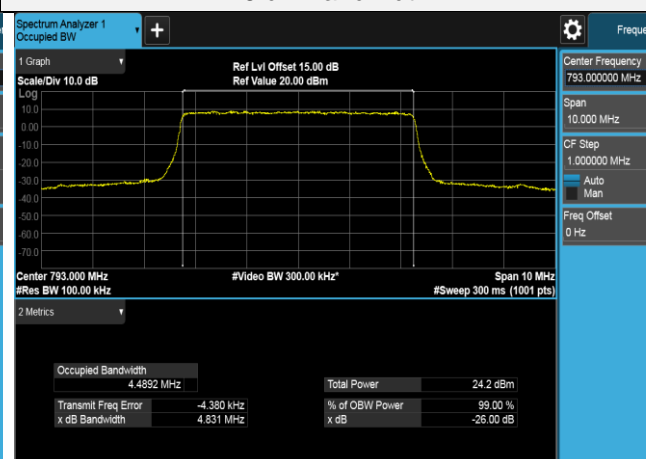 Spectrum Analyzer 1
Occupied BW
+
Freque
1 Graph
Scale/Div 10.0 dB
Ref Lvl Offset 15.00 dB
Ref Value 20.00 dBm
Log
10.0
0.00
-10.0
-20.0
-30.0
-40.0
-50.0
-60.0
-70.0
Center 793.000 MHz
#Video BW 300.00 kHz*
Span 10 MHz
#Res BW 100.00 kHz
#Sweep 300 ms (1001 pts)
Center Frequency
793.000000 MHz
Span
10.000 MHz
CF Step
1.000000 MHz
Auto
Man
Freq Offset
0 Hz
2 Metrics
Occupied Bandwidth
4.4892 MHz
Total Power 24.2 dBm
Transmit Freq Error -4.380 kHz
% of OBW Power 99.00 %
x dB Bandwidth 4.831 MHz
x dB -26.00 dB